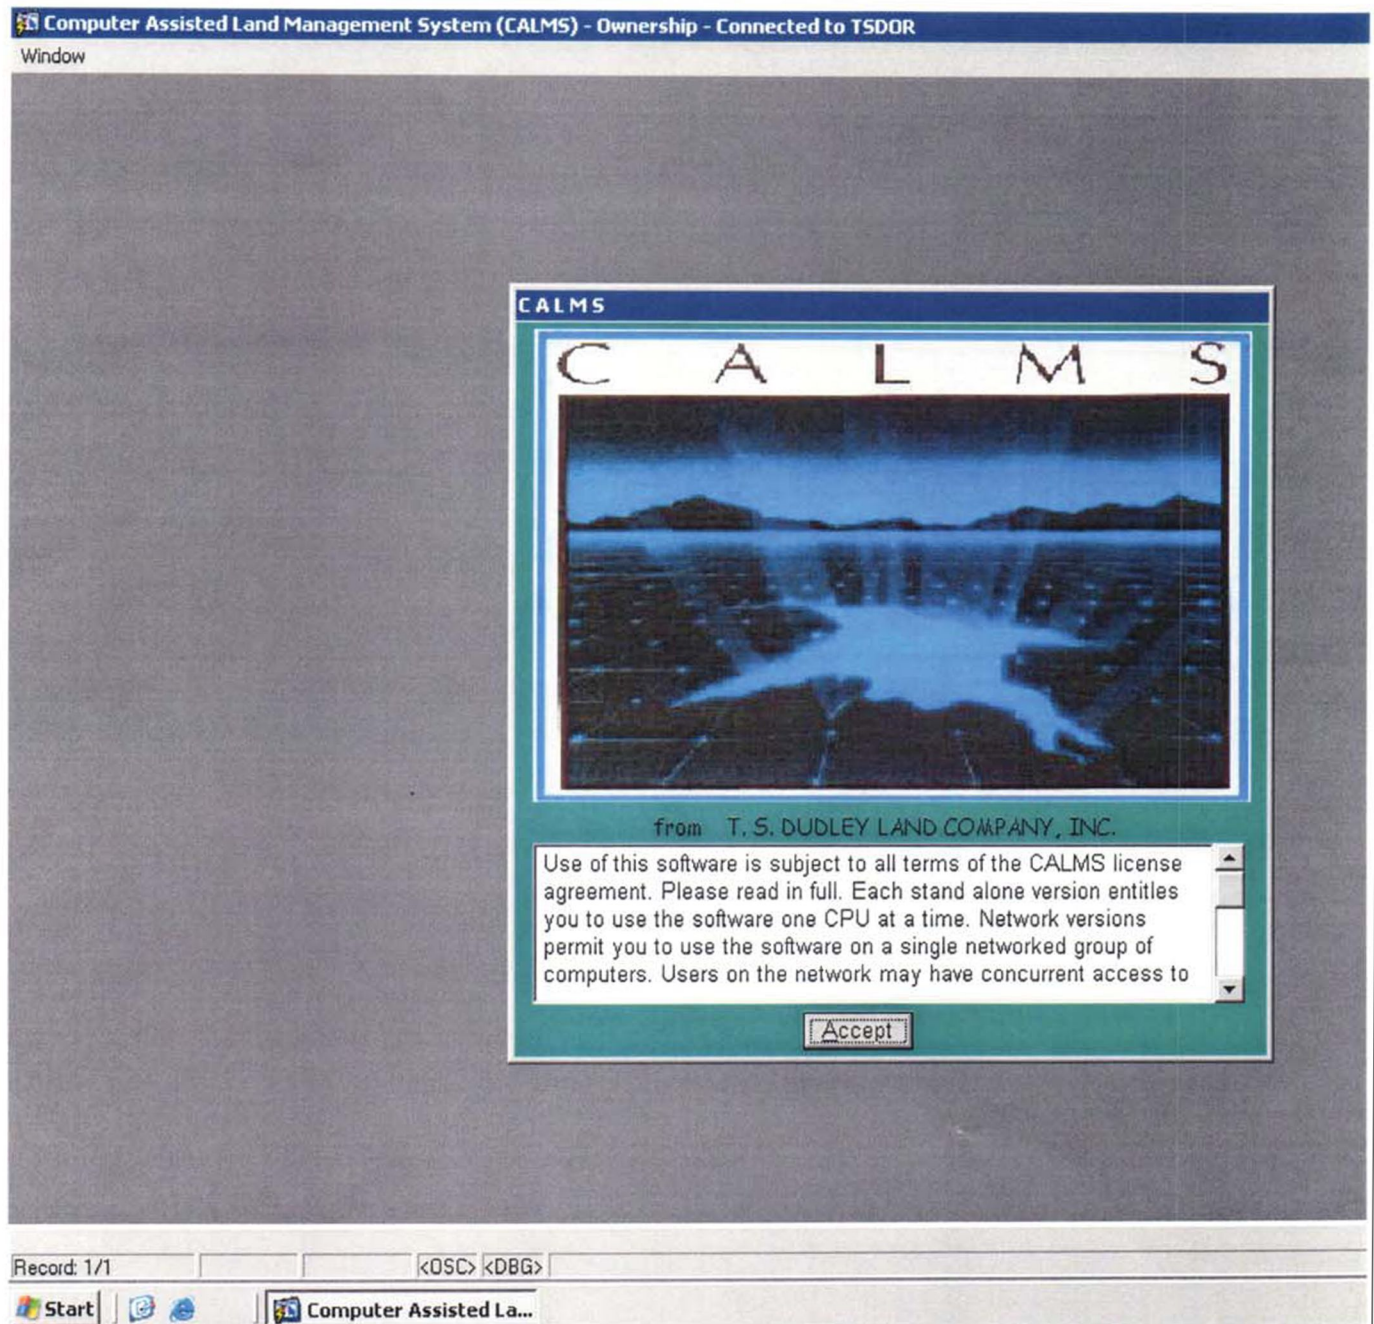 Computer Assisted Land Management System (CALMS) - Ownership - Connected to TSDOR
Window
CALMS
C A L M S
from T. S. DUDLEY LAND COMPANY, INC.
Use of this software is subject to all terms of the CALMS license
agreement. Please read in full. Each stand alone version entitles
you to use the software one CPU at a time. Network versions
permit you to use the software on a single networked group of
computers. Users on the network may have concurrent access to
Accept
Record: 1/1 <OSC> <DBG>
Start Computer Assisted La...